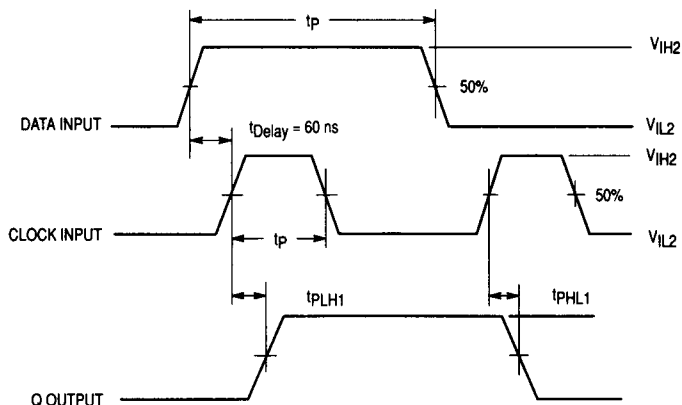 tP
VIH2
50%
DATA INPUT
tDelay = 60 ns
VIL2
VIH2
50%
CLOCK INPUT
tP
VIL2
tPLH1
tPHL1
Q OUTPUT